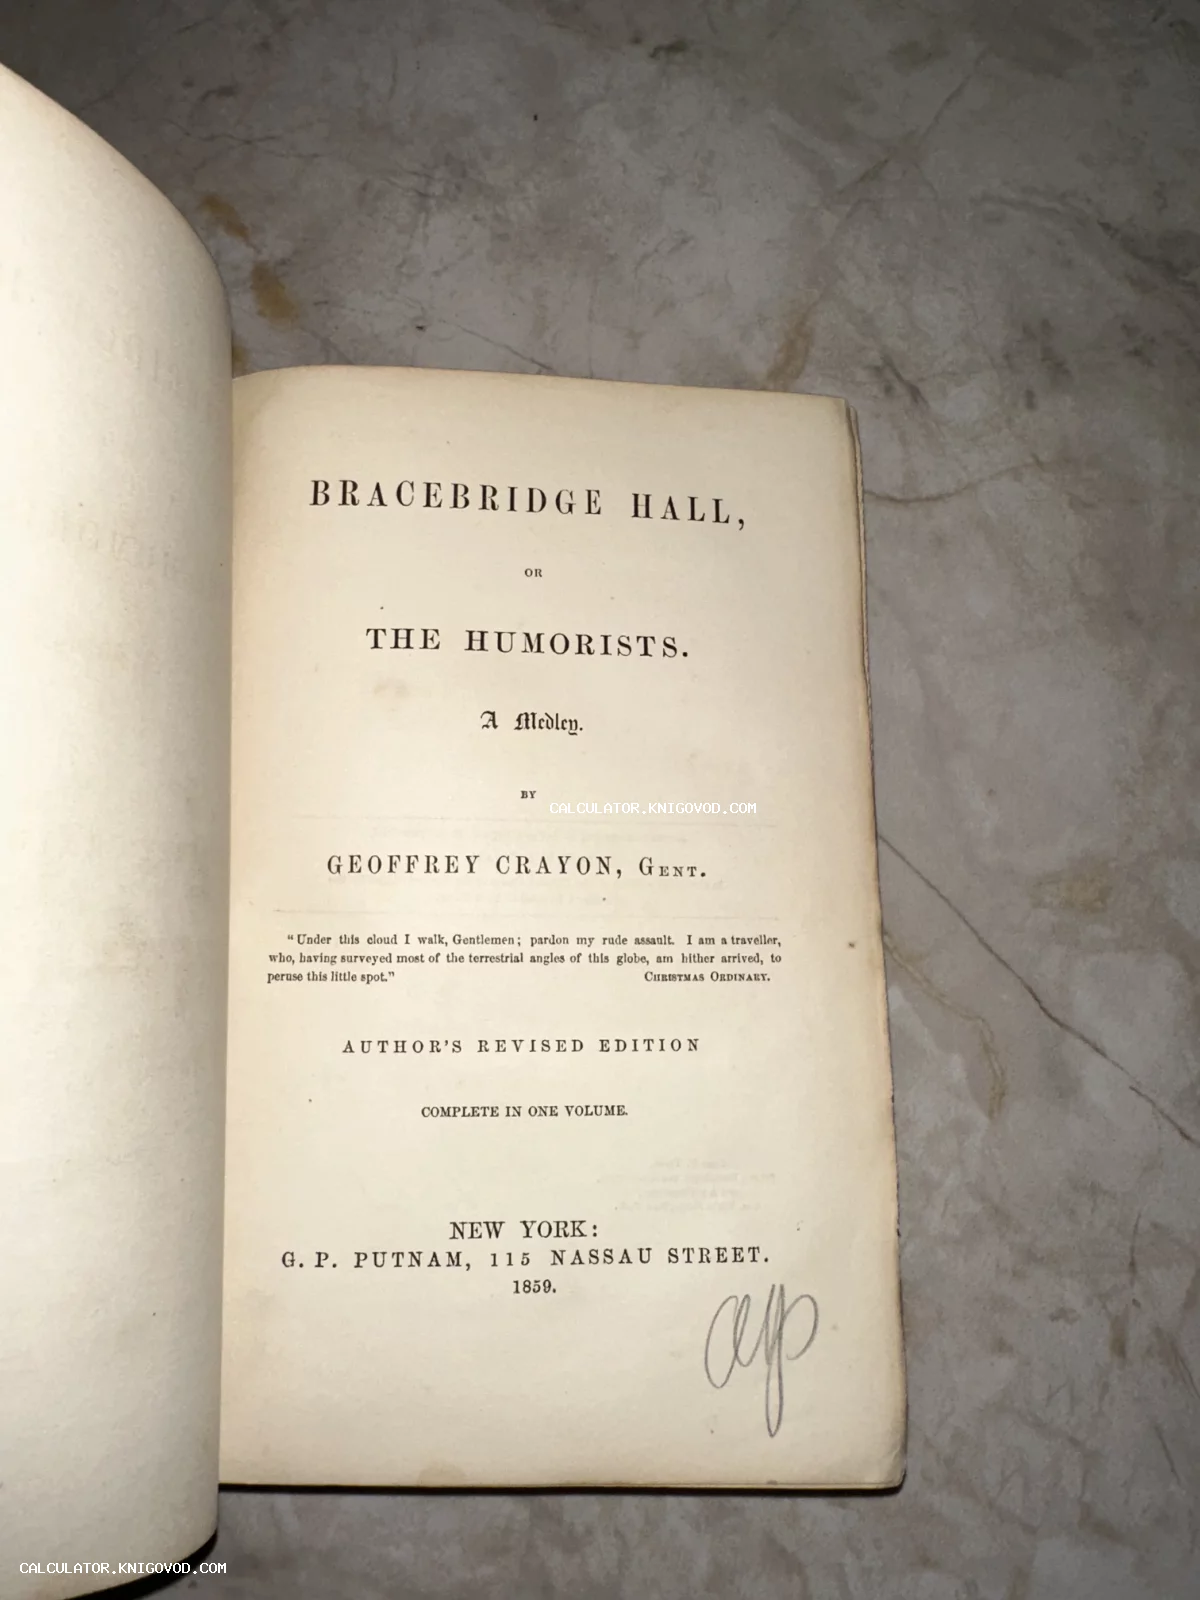 BRACEBRIDGE HALL,
OR
THE HUMORISTS.
A Medley.
BY
CALCULATOR.KNIGOVOD.COM
GEOFFREY CRAYON, GENT.
"Under this cloud I walk, Gentlemen; pardon my rude assault. I am a traveller,
who, having surveyed most of the terrestrial angles of this globe, am hither arrived, to
peruse this little spot." CHRISTMAS ORDINARY.
AUTHOR'S REVISED EDITION
COMPLETE IN ONE VOLUME.
NEW YORK:
G. P. PUTNAM, 115 NASSAU STREET.
1859.
CALCULATOR.KNIGOVOD.COM